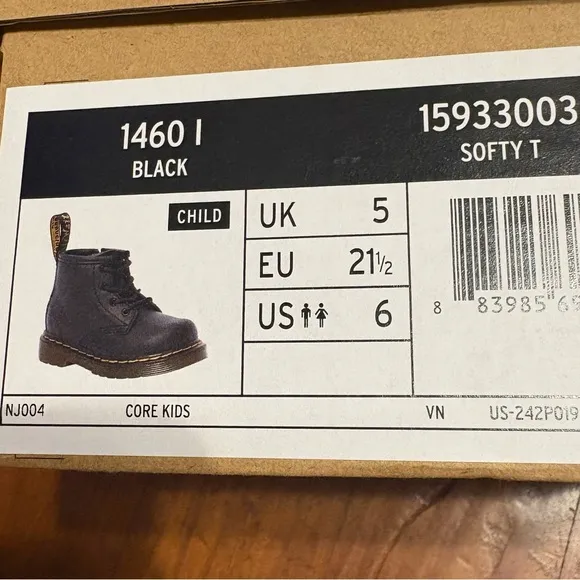 1460 I
BLACK
15933003
SOFTY T
CHILD
UK 5
EU 21½
US 6
8 83985
NJ004 CORE KIDS VN US-242P019